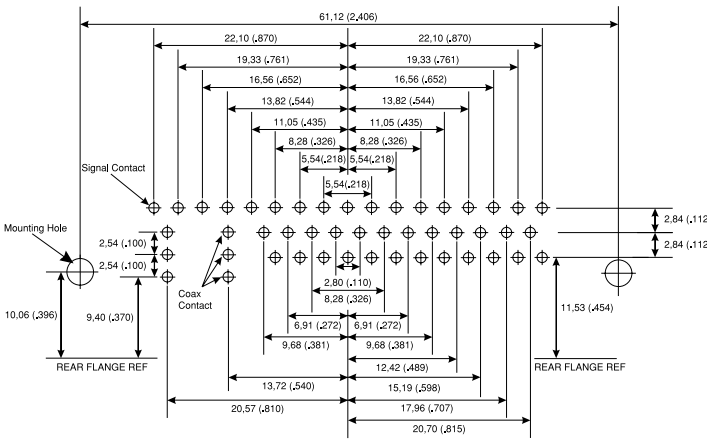 61,12 (2.406)
22,10 (.870) 22,10 (.870)
19,33 (.761) 19,33 (.761)
16,56 (.652) 16,56 (.652)
13,82 (.544) 13,82 (.544)
11,05 (.435) 11,05 (.435)
8,28 (.326) 8,28 (.326)
5,54(.218) 5,54(.218)
Signal Contact
5,54(.218)
Mounting Hole
2,84 (.112
2,54 (.100)
2,84 (.112
2,54 (.100)
Coax
Contact
2,80 (.110)
8,28 (.326)
10,06 (.396)
9,40 (.370)
11,53 (.454)
6,91 (.272) 6,91 (.272)
9,68 (.381) 9,68 (.381)
REAR FLANGE REF
12,42 (.489)
REAR FLANGE REF
13,72 (.540)
15,19 (.598)
20,57 (.810)
17,96 (.707)
20,70 (.815)